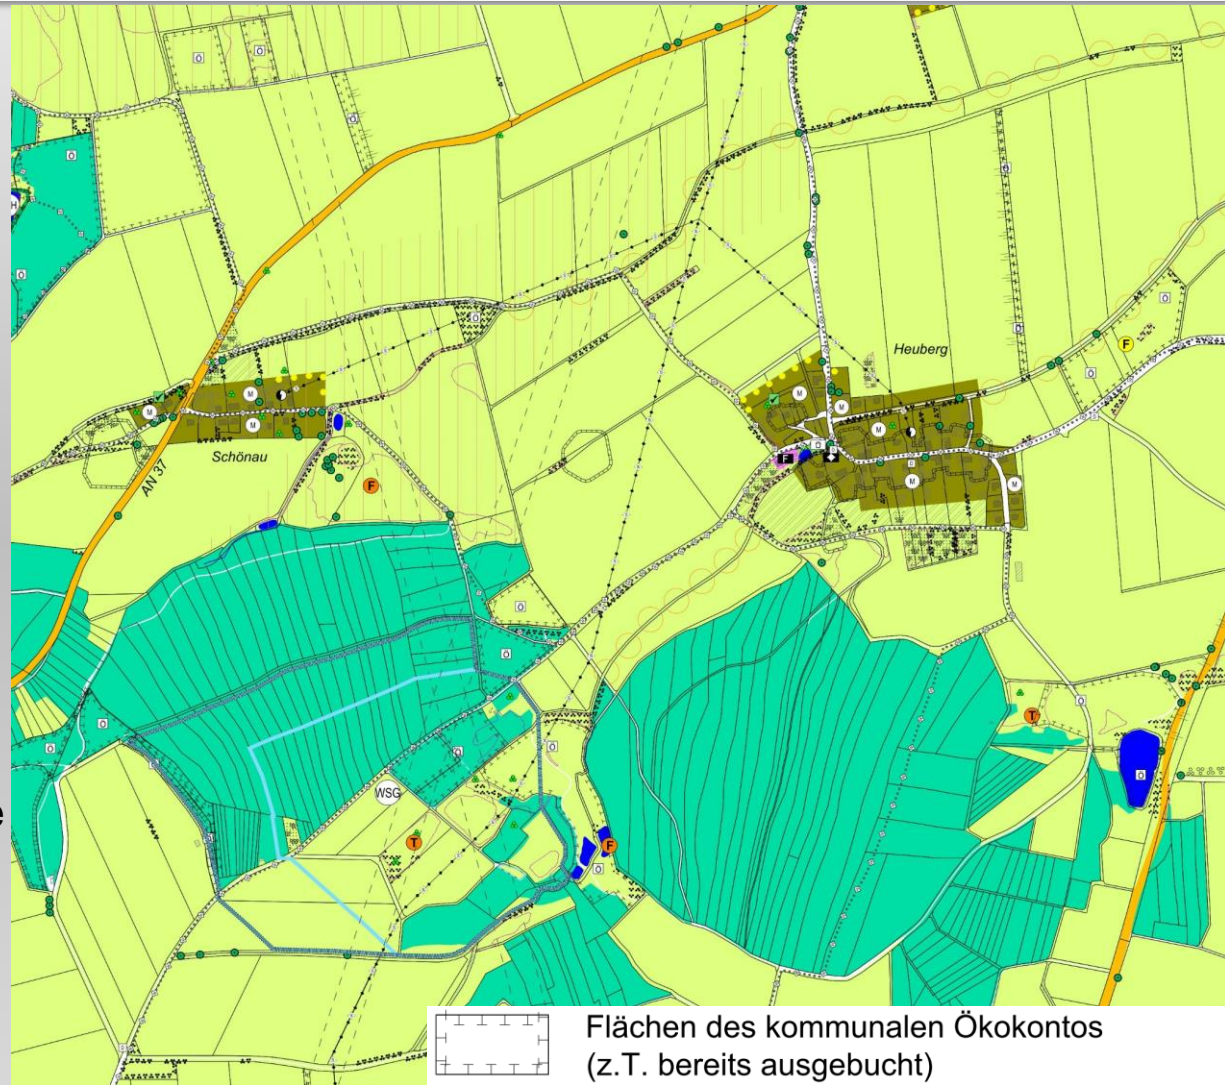 Heuberg
Schönau
AN 37
WSG
Flächen des kommunalen Ökokontos
(z.T. bereits ausgebucht)
Ö
Ö
Ö
Ö
Ö
H
Ö
Ö
Ö
F
Ö
M
M
M
M
M
M
M
M
F
F
Ö
Ö
Ö
Ö
T
Ö
Ö
Ö
Ö
T
F
Ö
e